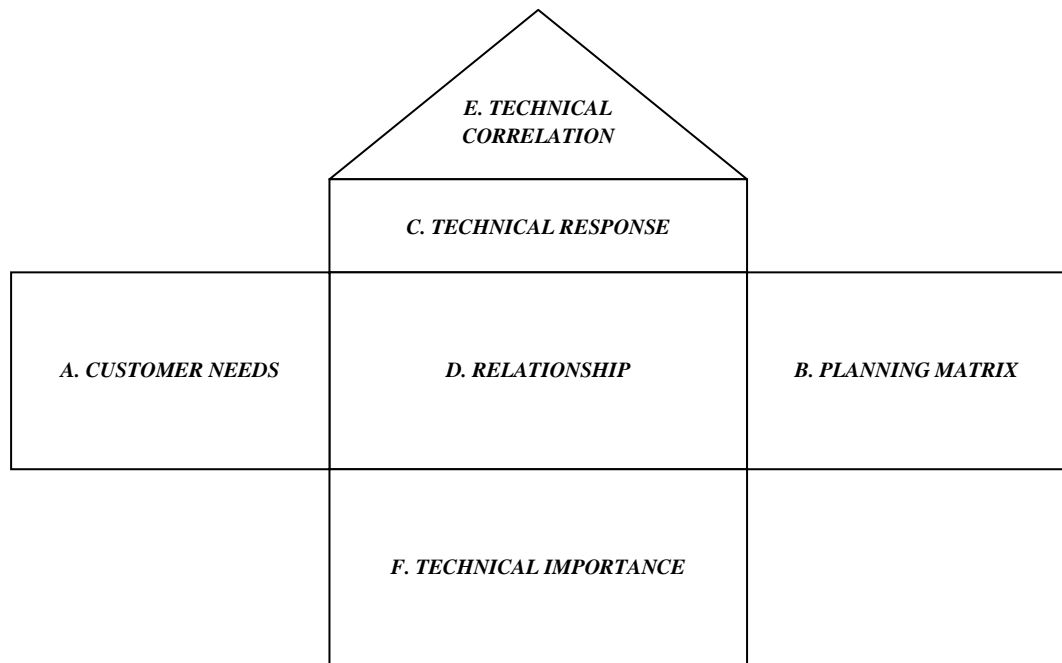 E. TECHNICAL
CORRELATION
C. TECHNICAL RESPONSE
A. CUSTOMER NEEDS
D. RELATIONSHIP
B. PLANNING MATRIX
F. TECHNICAL IMPORTANCE